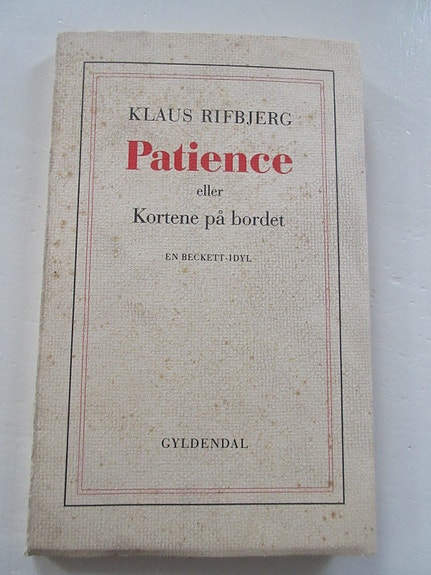 KLAUS RIFBJERG
Patience
eller
Kortene på bordet
EN BECKETT-IDYL
GYLDENDAL